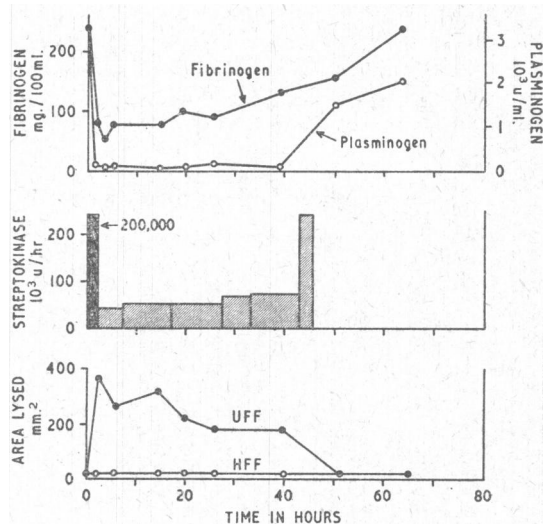 FIBRINOGEN
mg./100ml.
200
100
0
Fibrinogen
Plasminogen
3
2
1
0
PLASMINOGEN
10³ u/ml.
STREPTOKINASE
10³ u/hr
200
100
0
200,000
AREA LYSED
mm.²
400
200
0
UFF
HFF
0 20 40 60 80
TIME IN HOURS